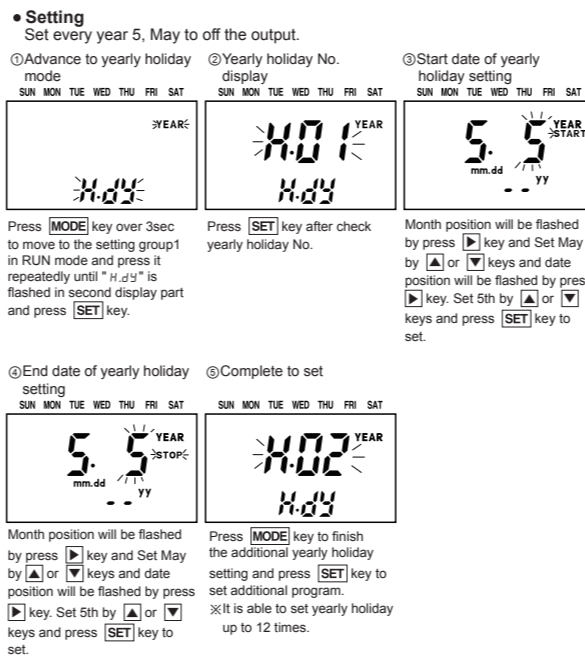 ● Setting
Set every year 5, May to off the output.
①Advance to yearly holiday
mode
SUN MON TUE WED THU FRI SAT
YEAR
H.dY
Press MODE key over 3sec
to move to the setting group1
in RUN mode and press it
repeatedly until " H.dY" is
flashed in second display part
and press SET key.
②Yearly holiday No.
display
SUN MON TUE WED THU FRI SAT
H.01 YEAR
H.dY
Press SET key after check
yearly holiday No.
③Start date of yearly
holiday setting
SUN MON TUE WED THU FRI SAT
5. 5 YEAR
START
mm.dd
-- yy
Month position will be flashed
by press ▶ key and Set May
by ▲ or ▼ keys and date
position will be flashed by pres
▶ key. Set 5th by ▲ or ▼
keys and press SET key to
set.
④End date of yearly holiday
setting
SUN MON TUE WED THU FRI SAT
5. 5 YEAR
STOP
mm.dd
-- yy
Month position will be flashed
by press ▶ key and Set May
by ▲ or ▼ keys and date
position will be flashed by press
▶ key. Set 5th by ▲ or ▼
keys and press SET key to
set.
⑤Complete to set
SUN MON TUE WED THU FRI SAT
H.02 YEAR
H.dY
Press MODE key to finish
the additional yearly holiday
setting and press SET key to
set additional program.
※It is able to set yearly holiday
up to 12 times.